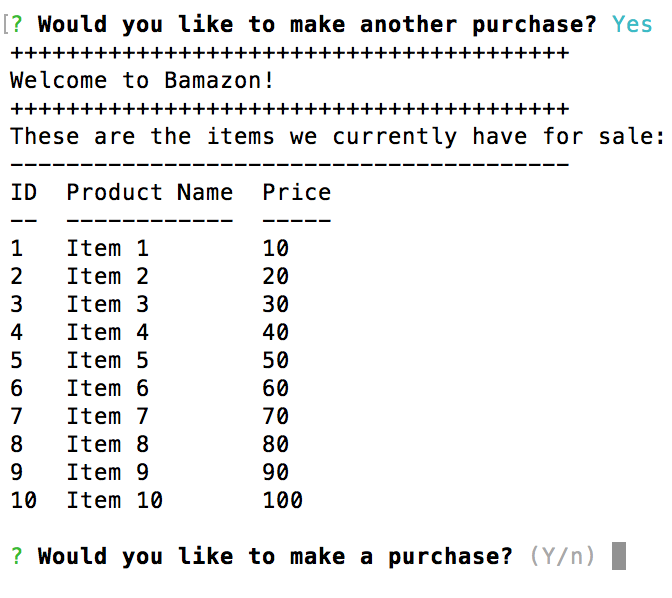 [? Would you like to make another purchase? Yes
++++++++++++++++++++++++++++++++++++++++
Welcome to Bamazon!
++++++++++++++++++++++++++++++++++++++++
These are the items we currently have for sale:
----------------------------------------
ID  Product Name  Price
--  ------------  -----
1   Item 1        10
2   Item 2        20
3   Item 3        30
4   Item 4        40
5   Item 5        50
6   Item 6        60
7   Item 7        70
8   Item 8        80
9   Item 9        90
10  Item 10       100
? Would you like to make a purchase? (Y/n)